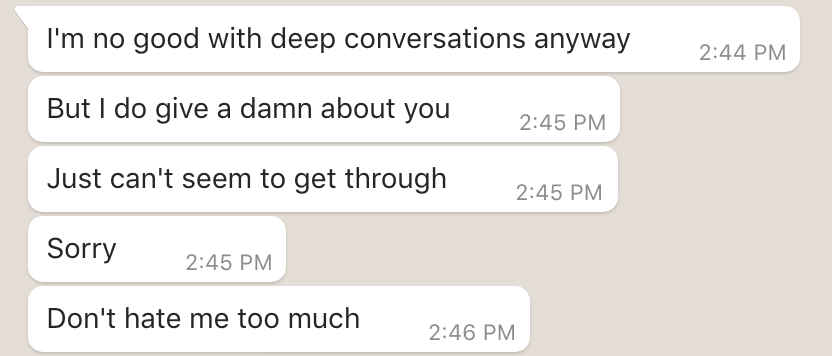 I'm no good with deep conversations anyway
2:44 PM
But I do give a damn about you
2:45 PM
Just can't seem to get through
2:45 PM
Sorry
2:45 PM
Don't hate me too much
2:46 PM